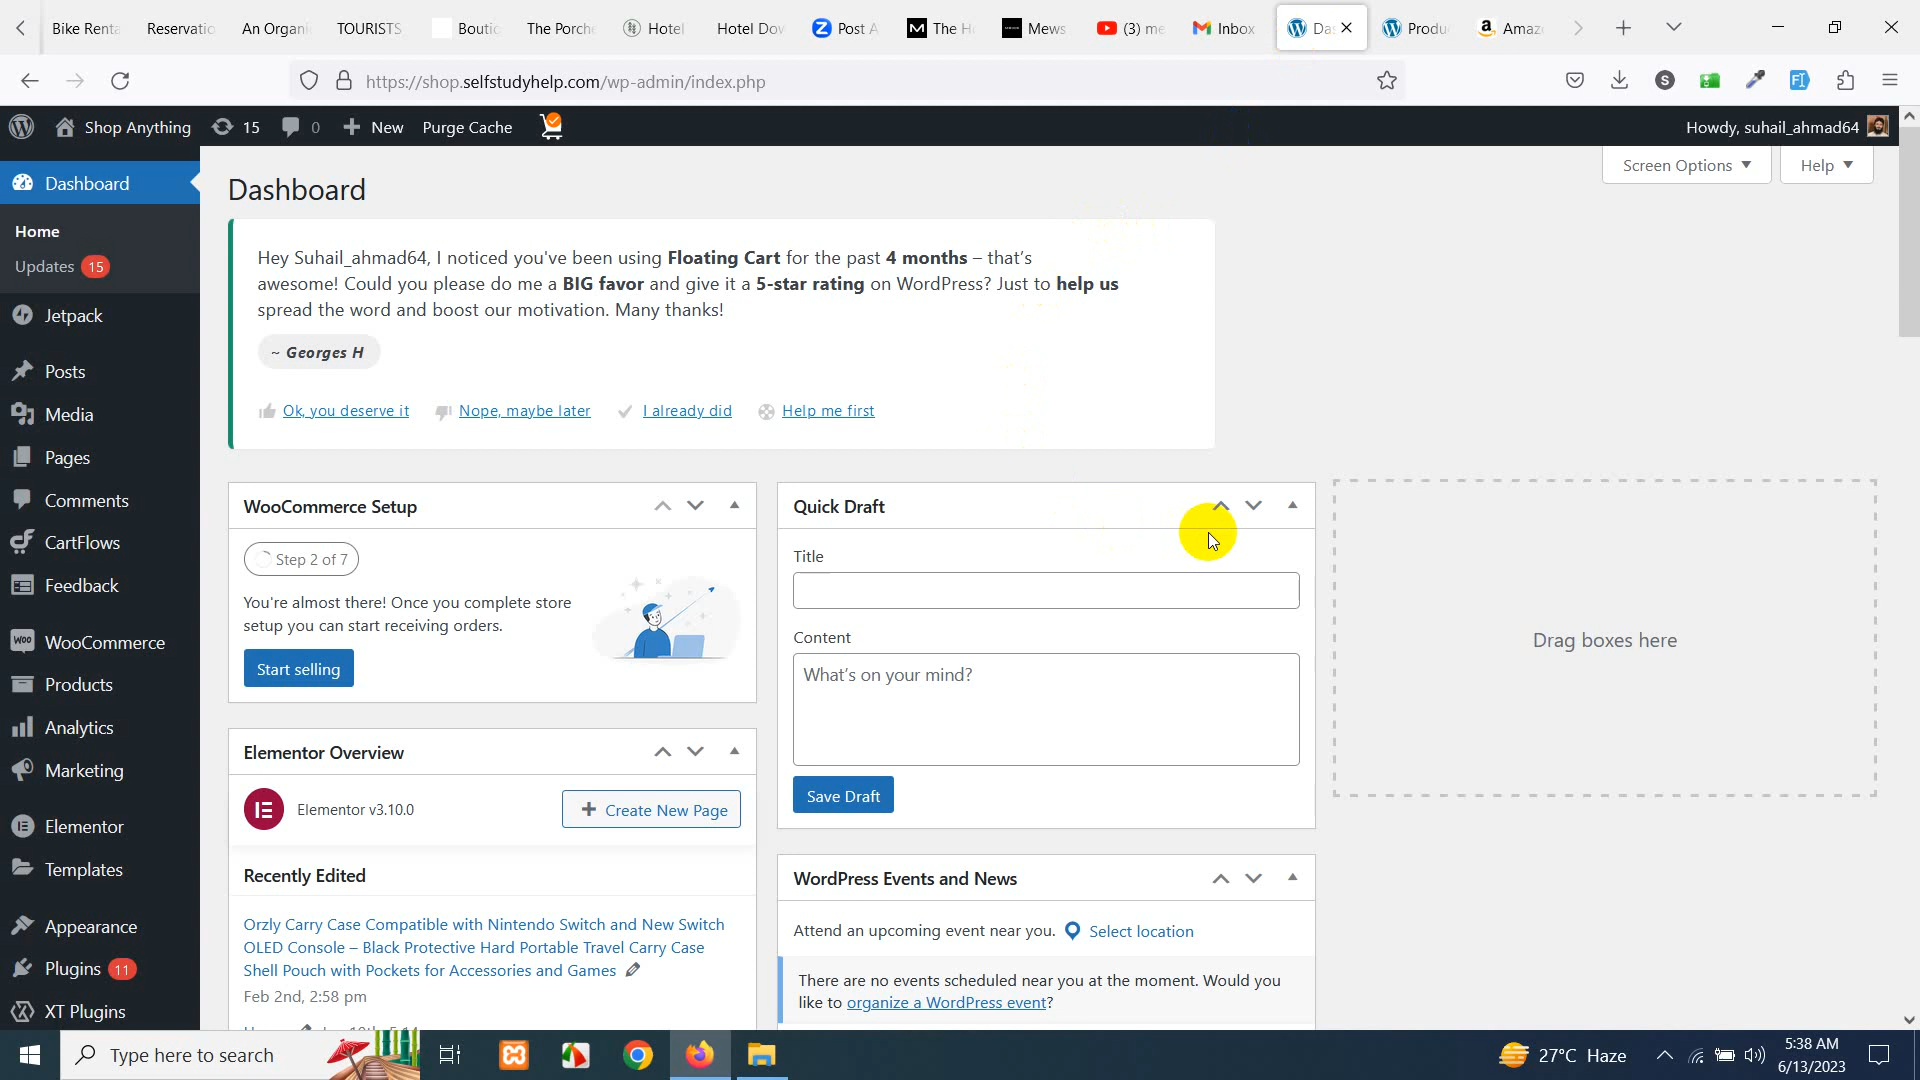 Bike Renta
Reservatio
An Organi
TOURISTS
Boutic
The Porche
Hotel
Hotel Dov
Post A
The H
Mews
(3) me
Inbox
Da
Produ
Amaz
https://shop.selfstudyhelp.com/wp-admin/index.php
Shop Anything
15
0
New
Purge Cache
Howdy, suhail_ahmad64
Screen Options
Help
Dashboard
Home
Updates 15
Jetpack
Posts
Media
Pages
Comments
CartFlows
Feedback
WooCommerce
Products
Analytics
Marketing
Elementor
Templates
Appearance
Plugins 11
XT Plugins
Dashboard
Hey Suhail_ahmad64, I noticed you've been using Floating Cart for the past 4 months – that's
awesome! Could you please do me a BIG favor and give it a 5-star rating on WordPress? Just to help us
spread the word and boost our motivation. Many thanks!
~ Georges H
Ok, you deserve it
Nope, maybe later
I already did
Help me first
WooCommerce Setup
Step 2 of 7
You're almost there! Once you complete store
setup you can start receiving orders.
Start selling
Elementor Overview
Elementor v3.10.0
Create New Page
Recently Edited
Orzly Carry Case Compatible with Nintendo Switch and New Switch
OLED Console – Black Protective Hard Portable Travel Carry Case
Shell Pouch with Pockets for Accessories and Games
Feb 2nd, 2:58 pm
Quick Draft
Title
Content
What's on your mind?
Save Draft
WordPress Events and News
Attend an upcoming event near you.
Select location
There are no events scheduled near you at the moment. Would you
like to organize a WordPress event?
Drag boxes here
Type here to search
27°C Haze
5:38 AM
6/13/2023